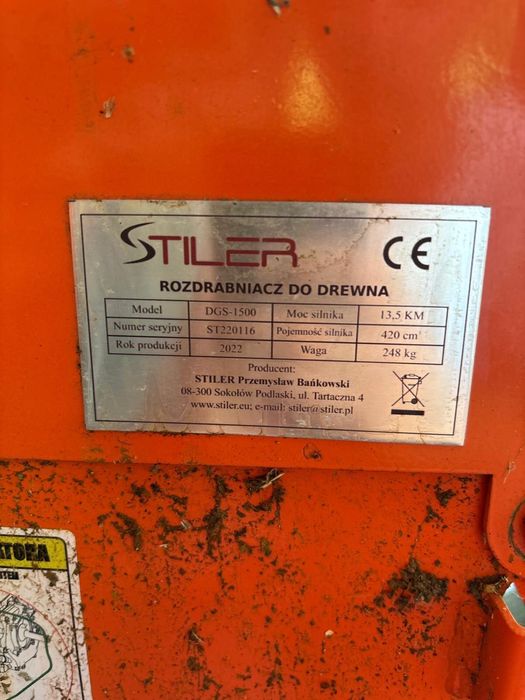 STILER CE
ROZDRABNIACZ DO DREWNA
Model DGS-1500 Moc silnika 13,5 KM
Numer seryjny ST220116 Pojemność silnika 420 cm³
Rok produkcji 2022 Waga 248 kg
Producent:
STILER Przemysław Bańkowski
08-300 Sokołów Podlaski, ul. Tartaczna 4
www.stiler.eu; e-mail: stiler@stiler.pl